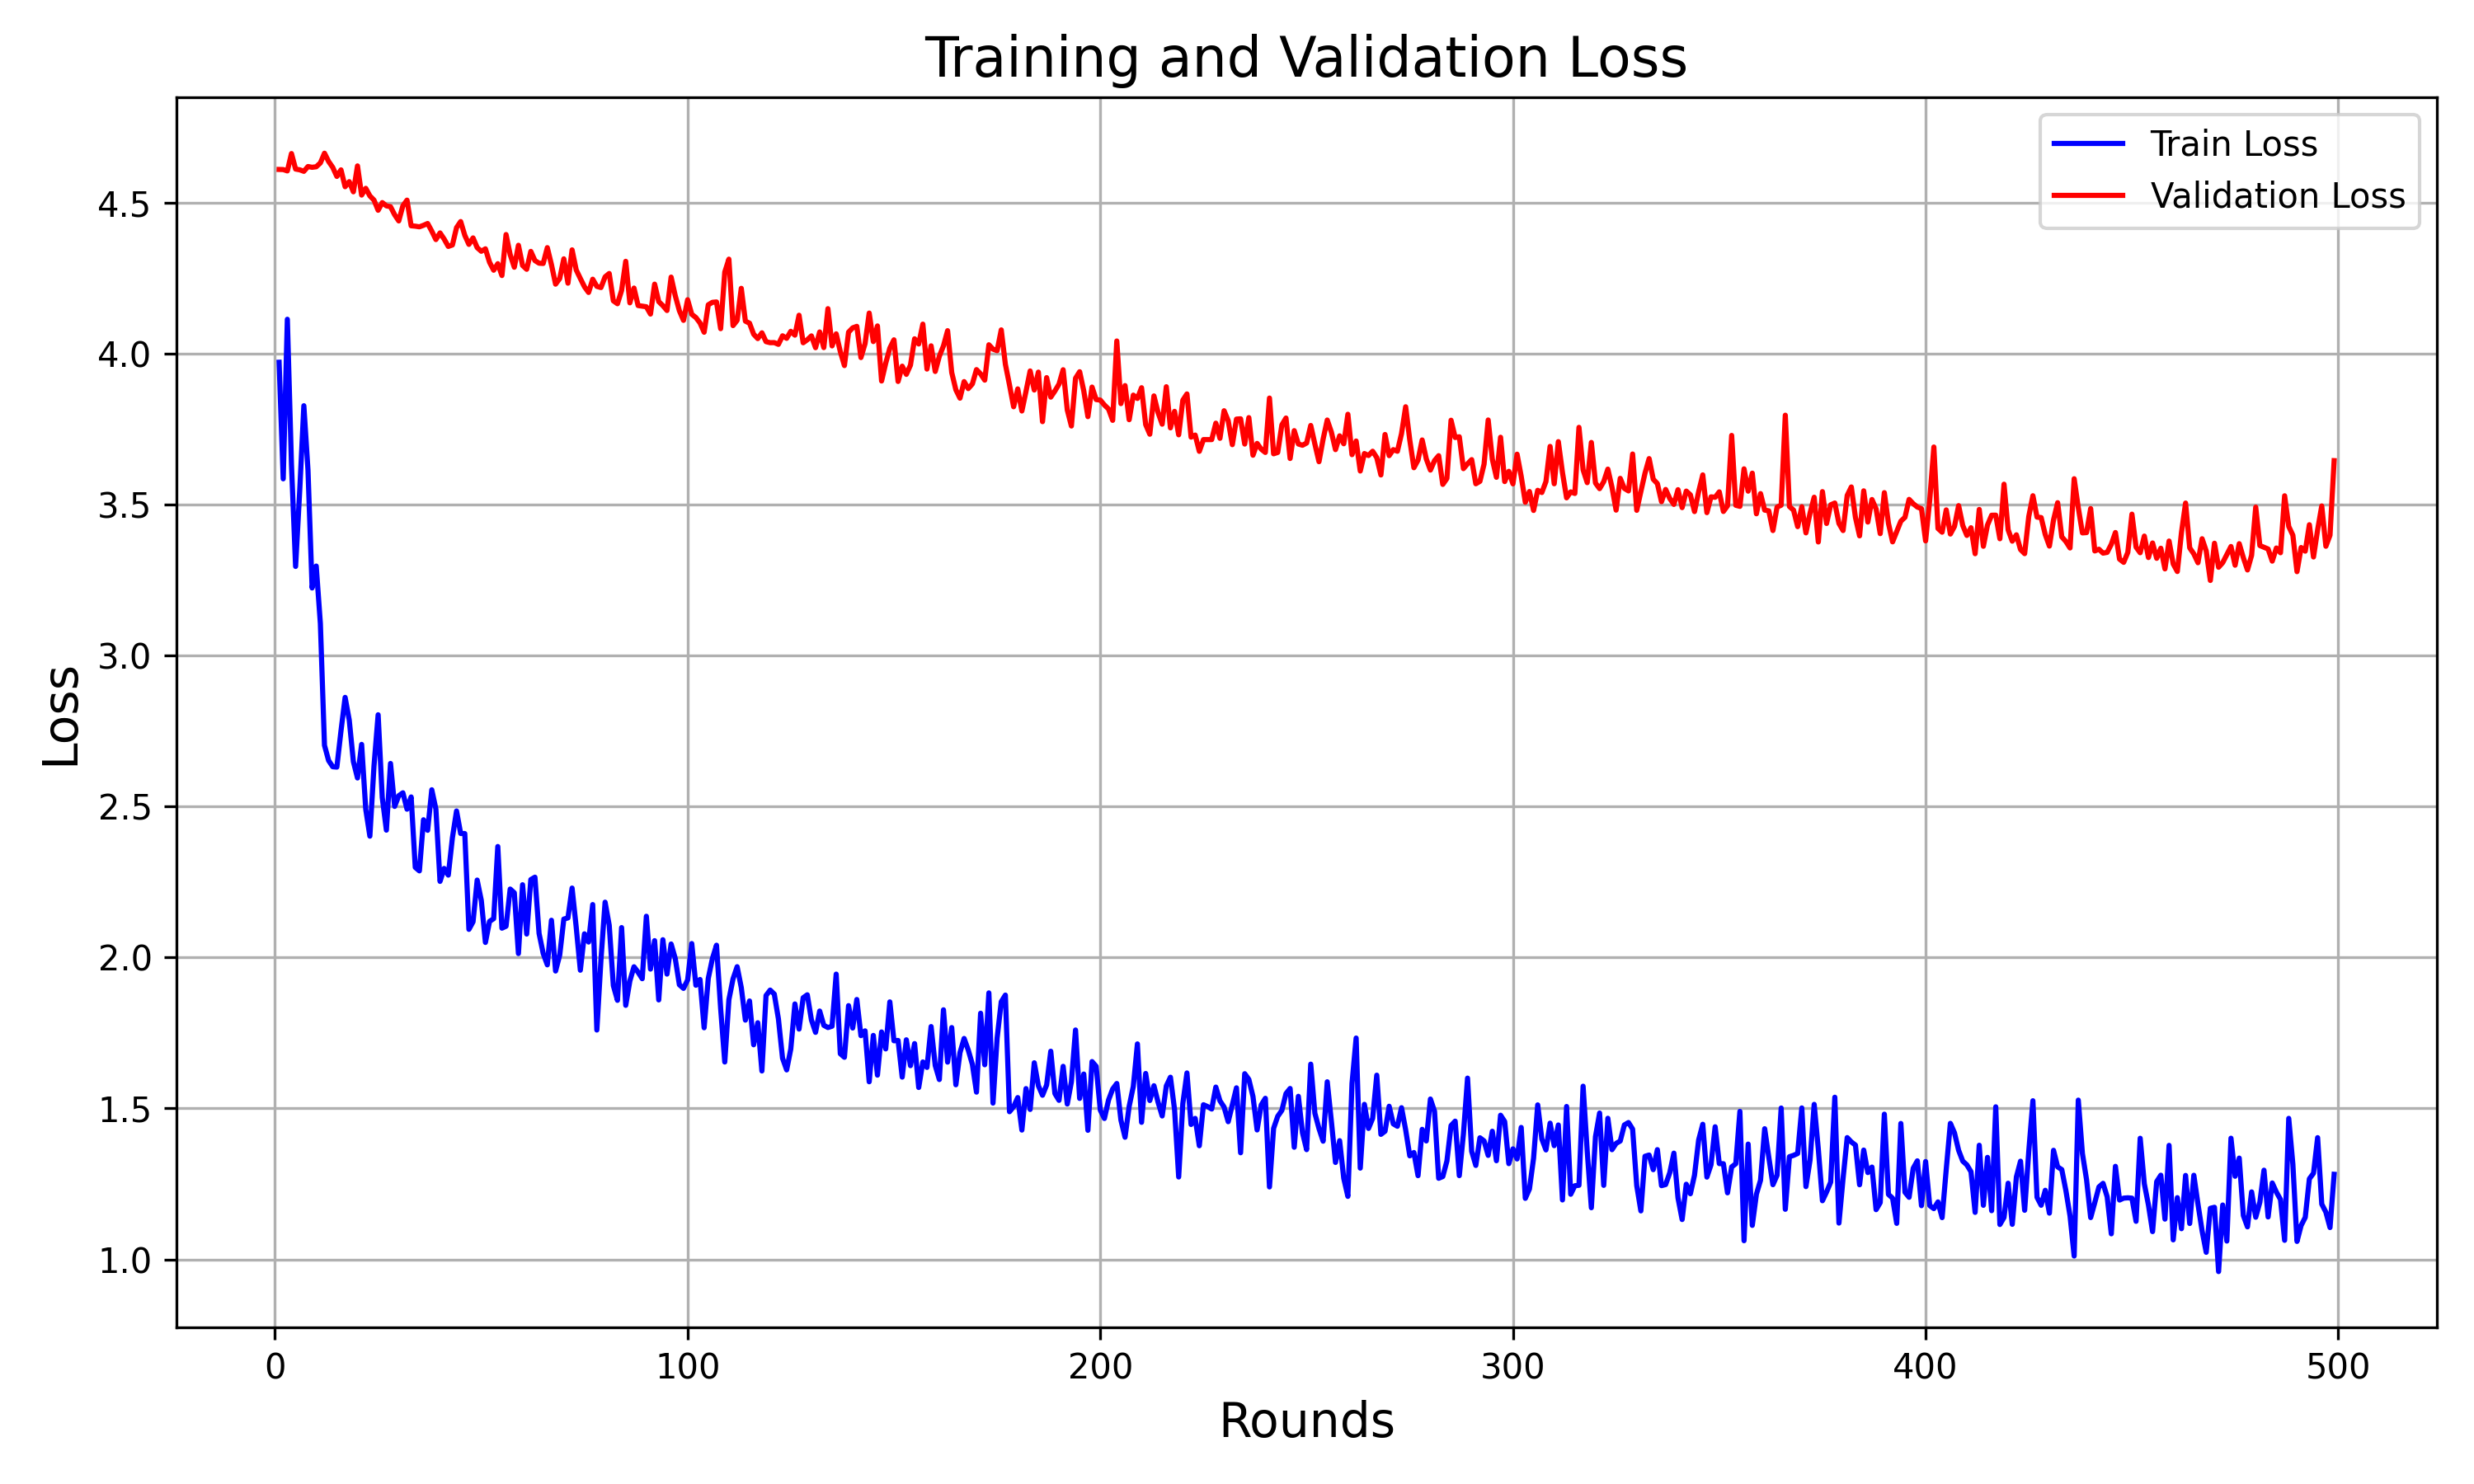 Training and Validation Loss
Train Loss
Validation Loss
4.5
4.0
3.5
3.0
2.5
2.0
1.5
1.0
Loss
0 100 200 300 400 500
Rounds